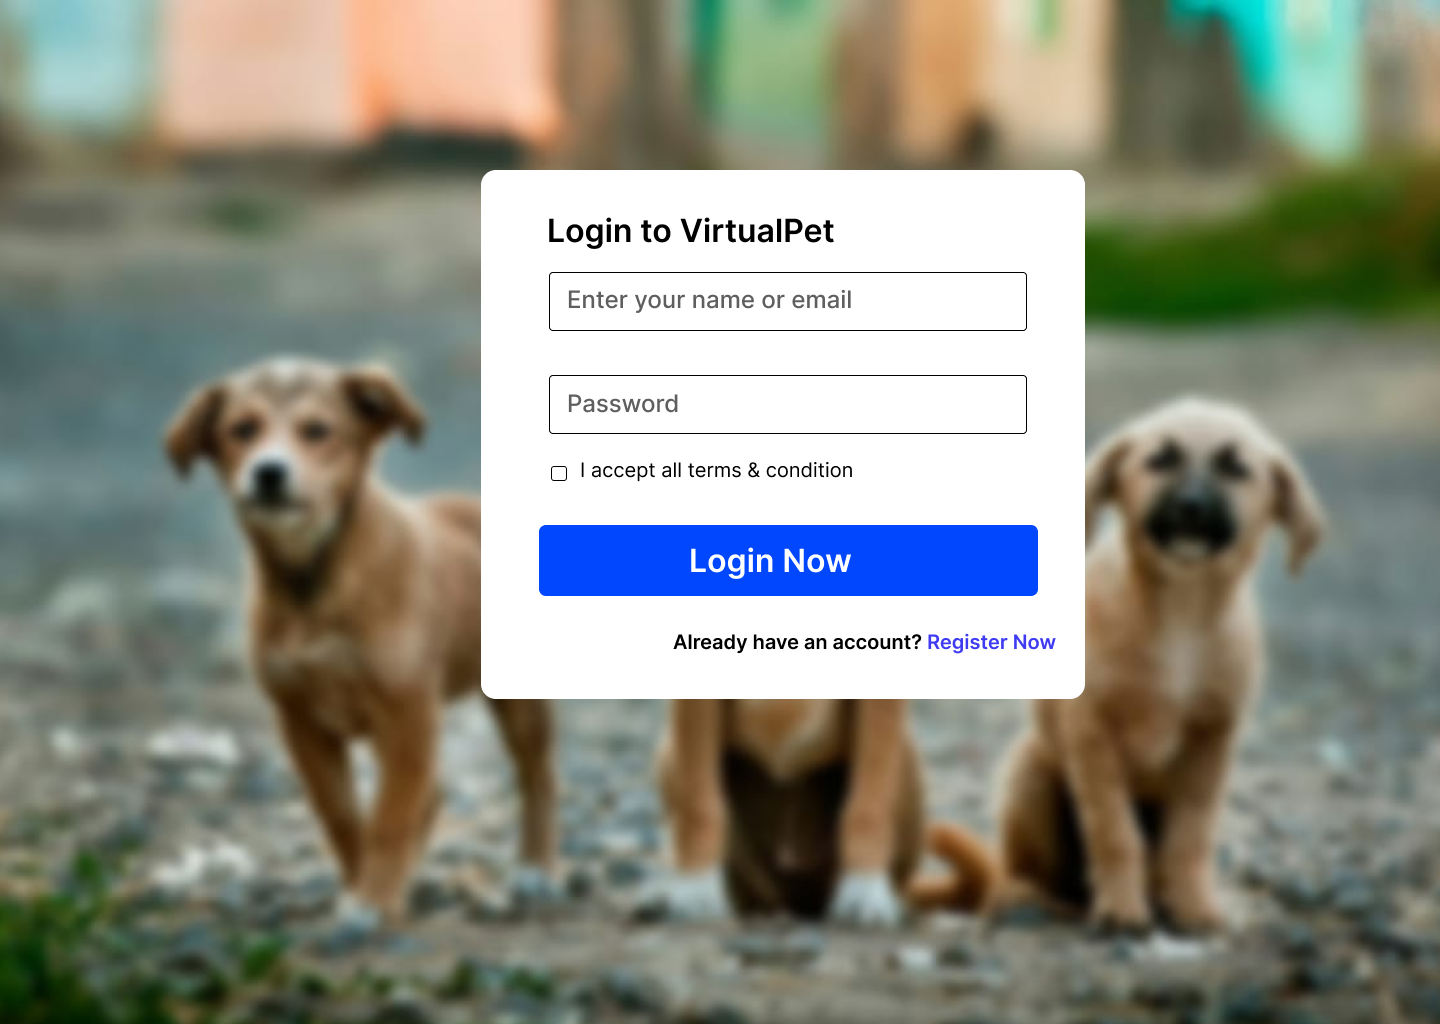 Login to VirtualPet
Enter your name or email
Password
I accept all terms & condition
Login Now
Already have an account? Register Now